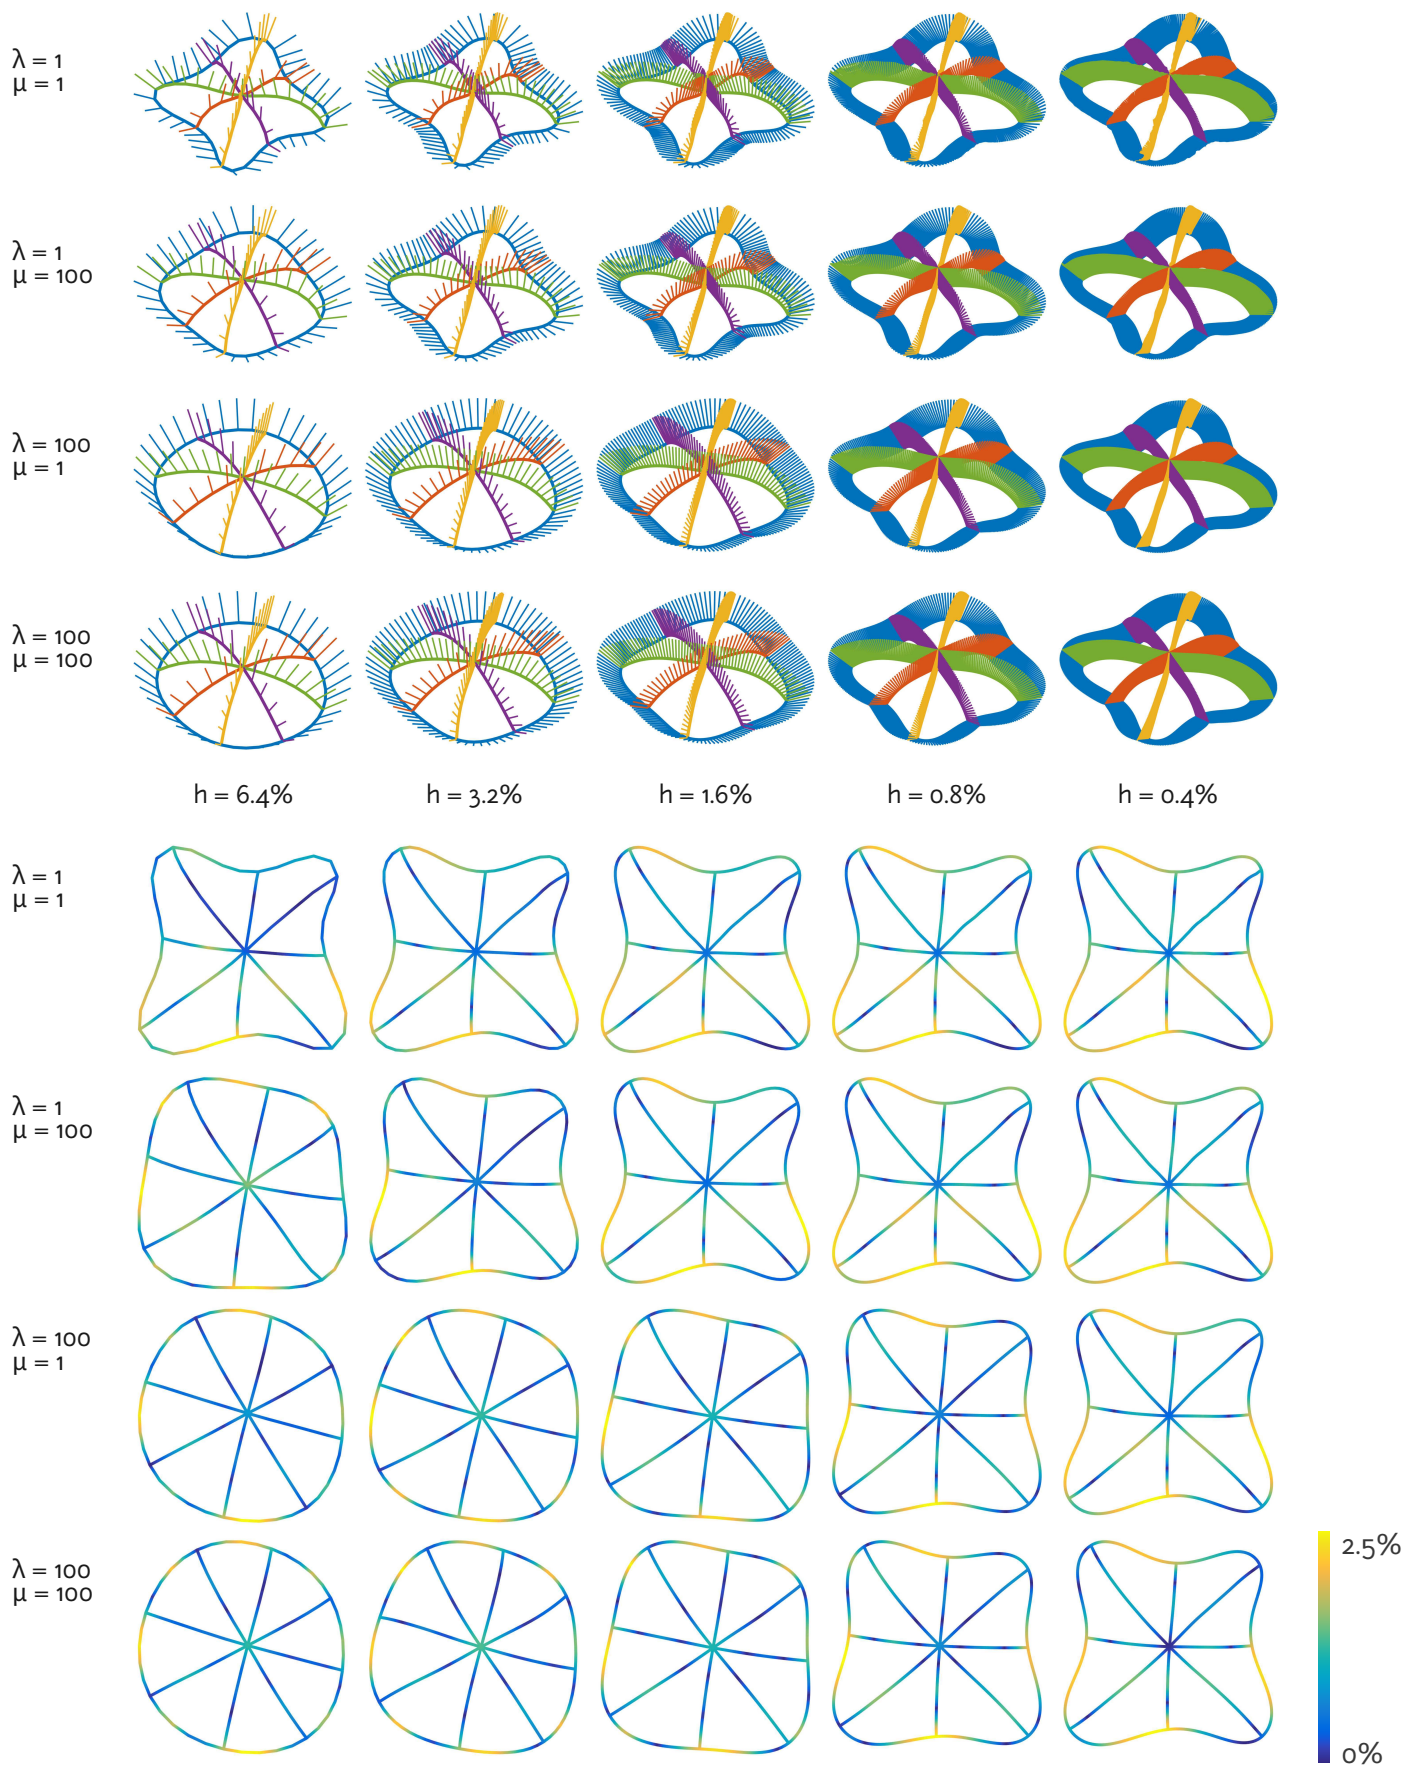 λ = 1
μ = 1
λ = 1
μ = 100
λ = 100
μ = 1
λ = 100
μ = 100
h = 6.4% h = 3.2% h = 1.6% h = 0.8% h = 0.4%
λ = 1
μ = 1
λ = 1
μ = 100
λ = 100
μ = 1
λ = 100
μ = 100
2.5%
0%